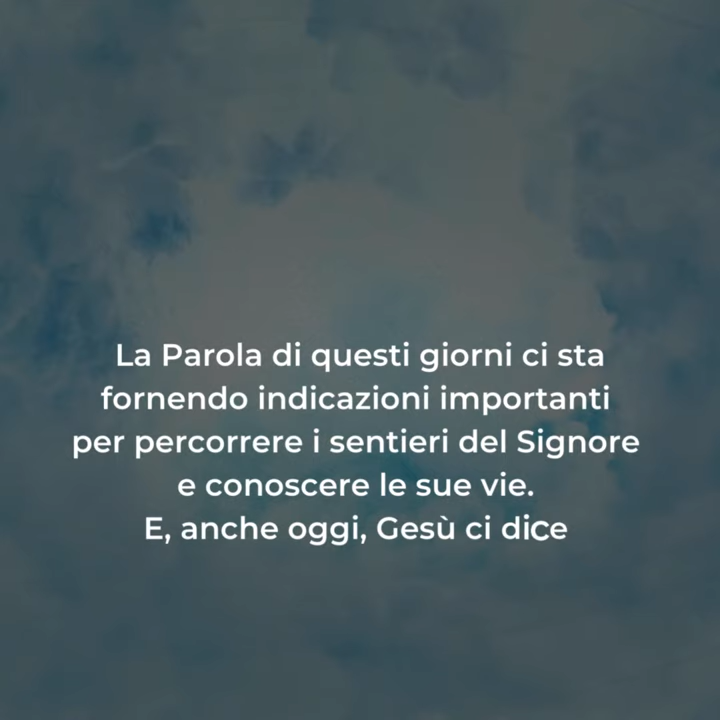 La Parola di questi giorni ci sta
fornendo indicazioni importanti
per percorrere i sentieri del Signore
e conoscere le sue vie.
E, anche oggi, Gesù ci dice